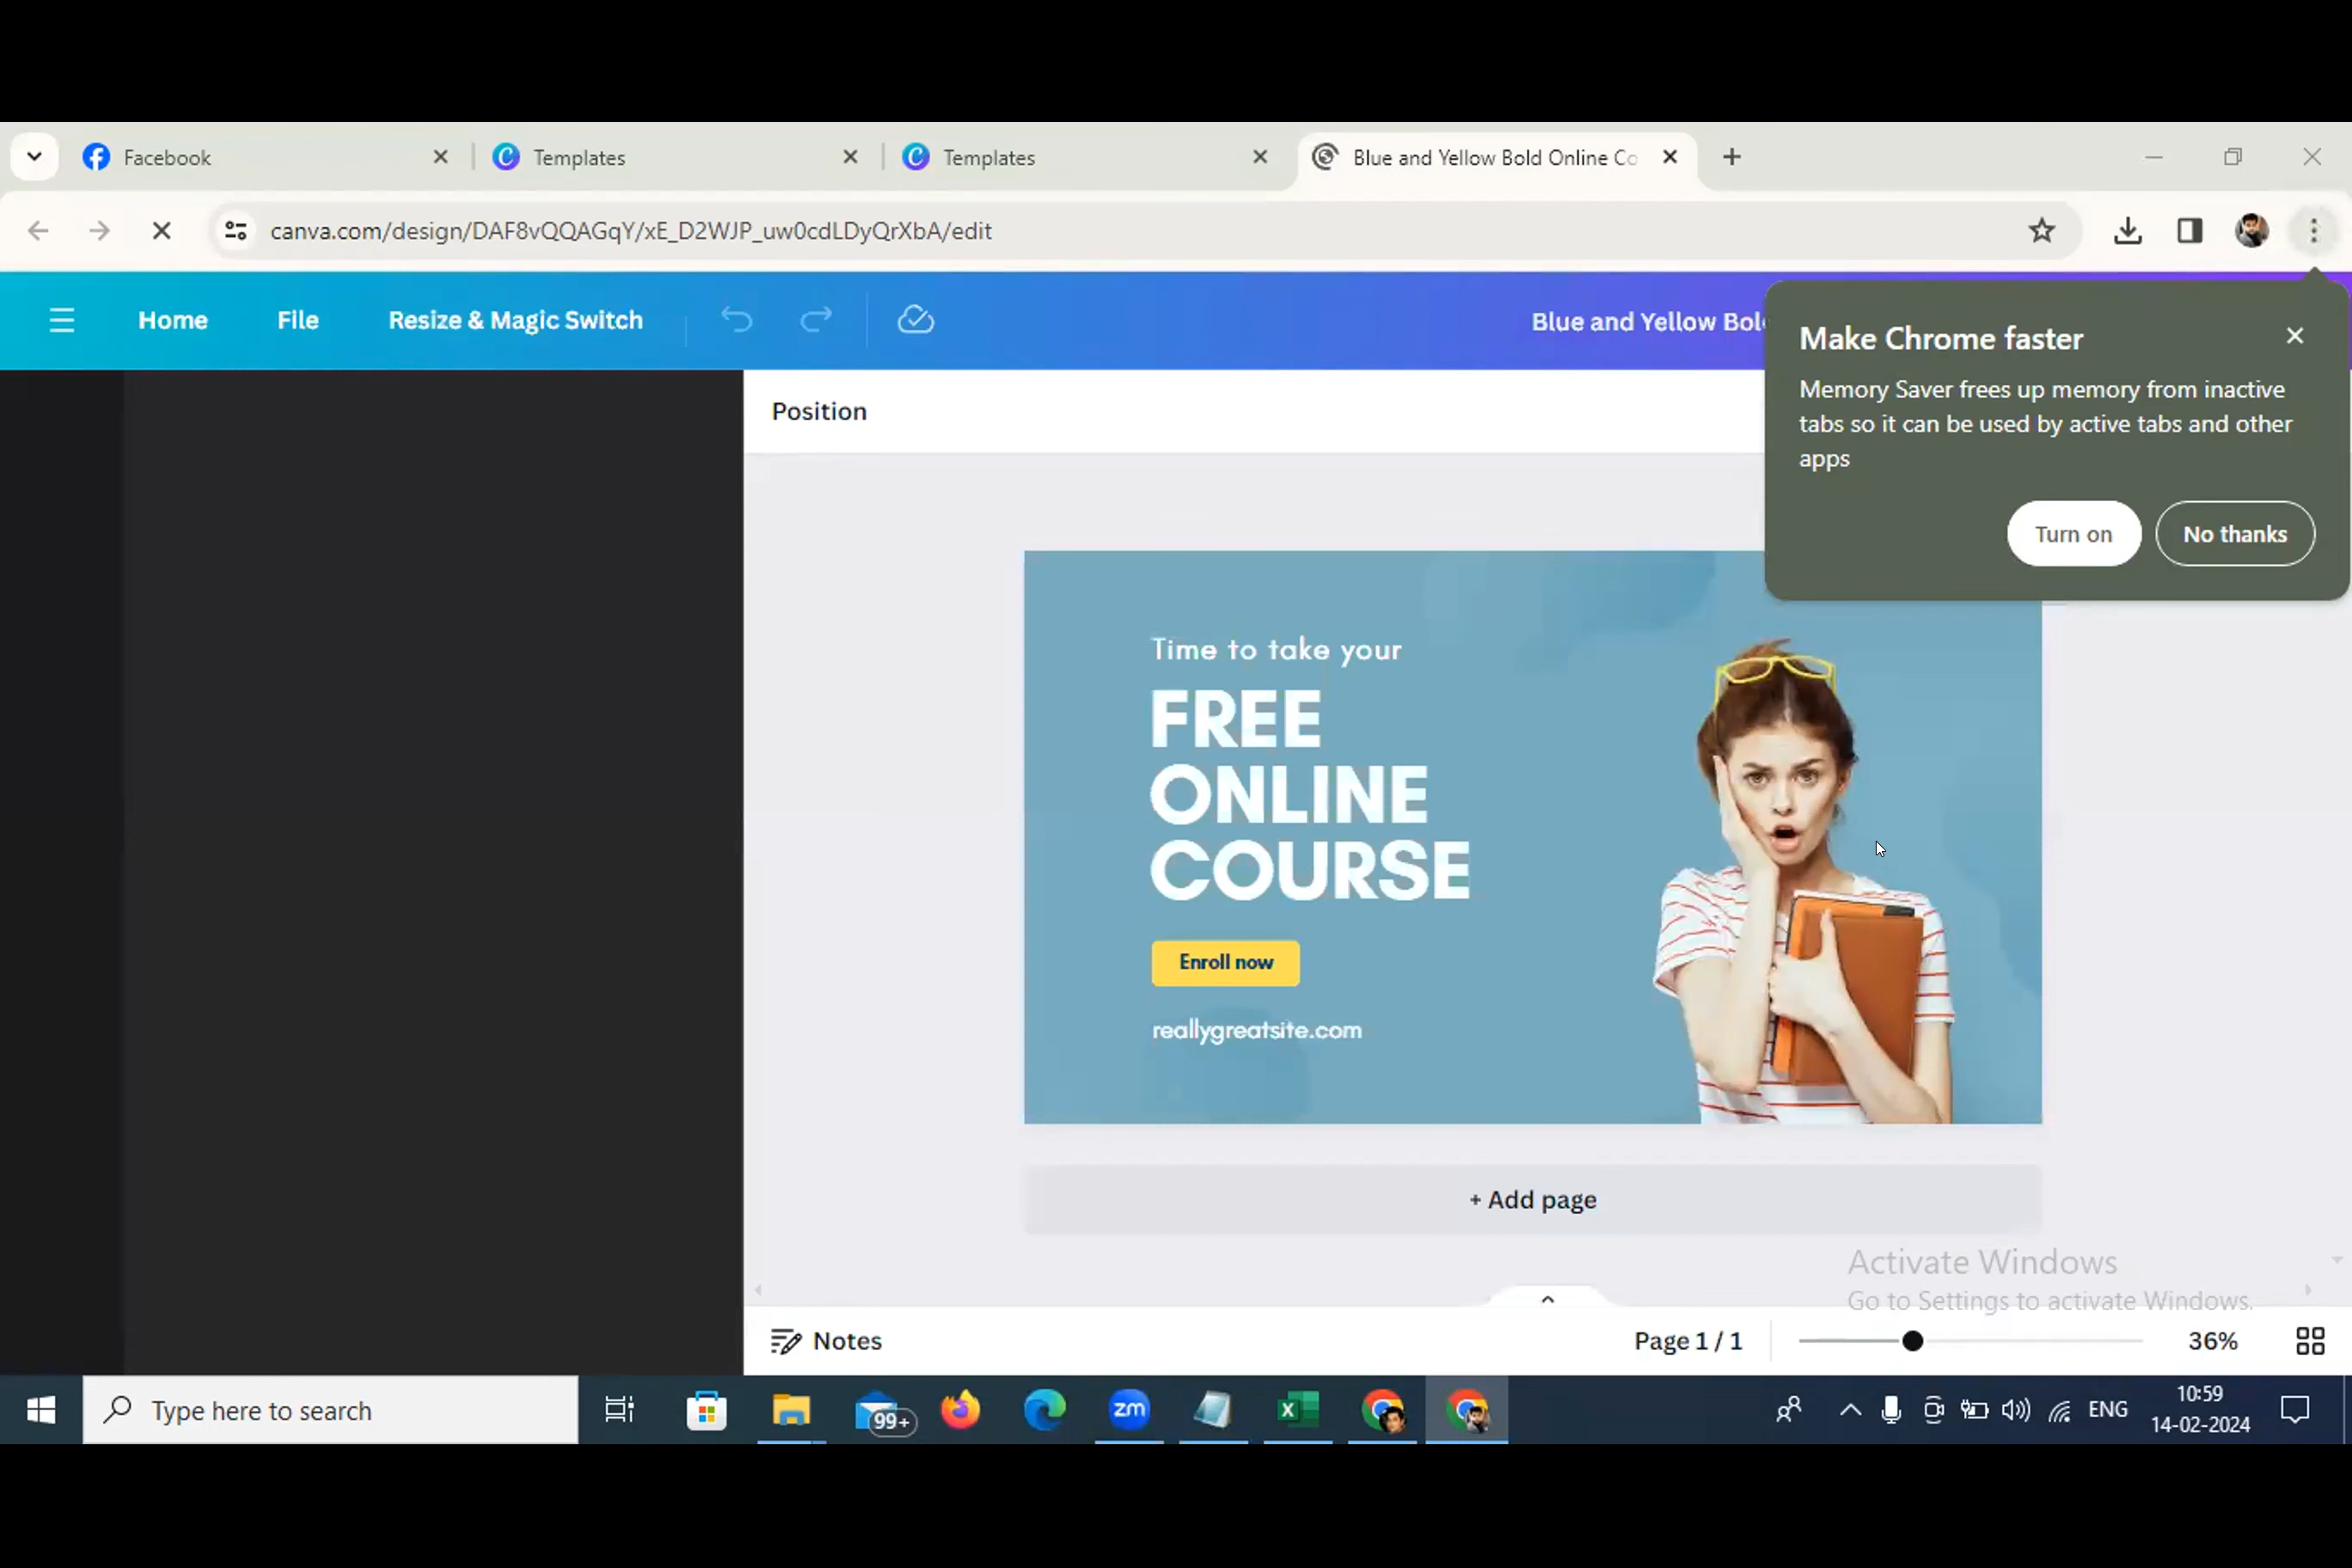 Facebook
Templates
Templates
Blue and Yellow Bold Online Co
canva.com/design/DAF8vQQAGqY/xE_D2WJP_uw0cdLDyQrXbA/edit
Home
File
Resize & Magic Switch
Blue and Yellow Bol
Make Chrome faster
Memory Saver frees up memory from inactive
tabs so it can be used by active tabs and other
apps
Turn on
No thanks
Position
Time to take your
FREE
ONLINE
COURSE
Enroll now
reallygreatsite.com
+ Add page
Activate Windows
Go to Settings to activate Windows.
Notes
Page 1 / 1
36%
Type here to search
99+
zm
ENG
10:59
14-02-2024